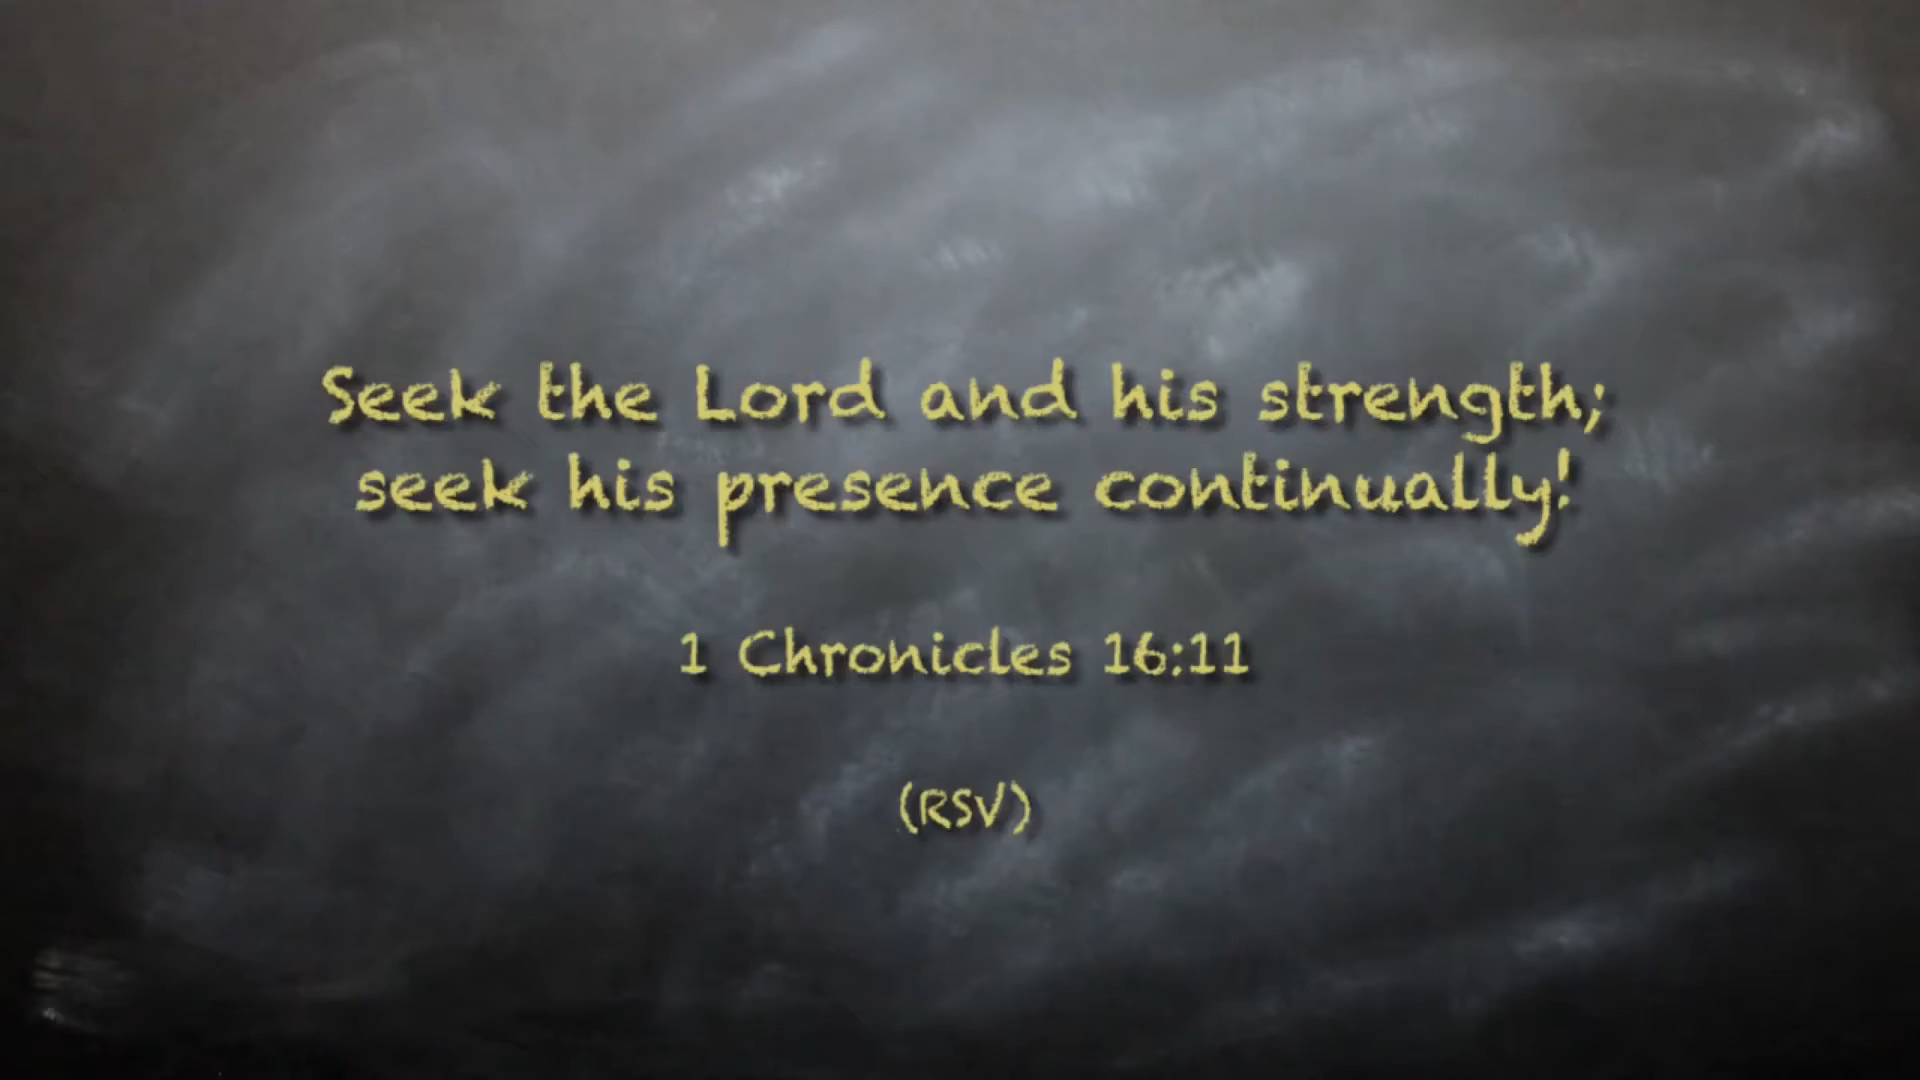 Seek the Lord and his strength;
seek his presence continually!
1 Chronicles 16:11
(RSV)